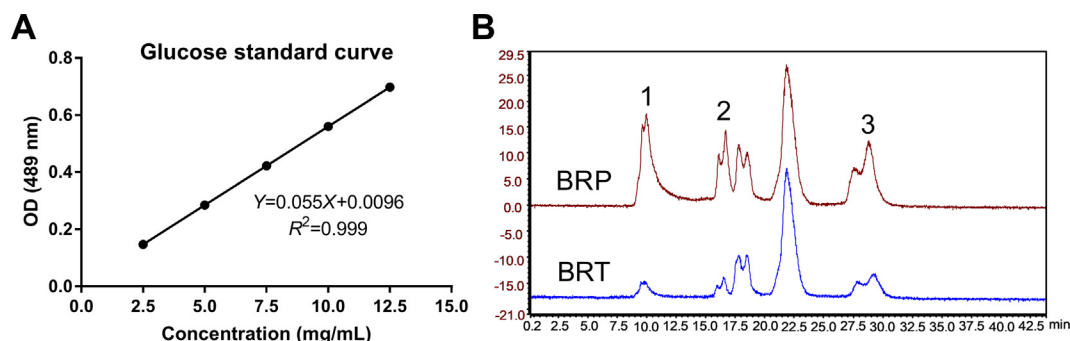 A
Glucose standard curve
0.8
0.6
0.4
0.2
0.0
OD (489 nm)
Y=0.055X+0.0096
R²=0.999
0.0 2.5 5.0 7.5 10.0 12.5 15.0
Concentration (mg/mL)
B
29.5
25.0
20.0
15.0
10.0
5.0
0.0
-5.0
-10.0
-15.0
-21.0
1
2
3
BRP
BRT
0.2 2.5 5.0 7.5 10.0 12.5 15.0 17.5 20.0 22.5 25.0 27.5 30.0 32.5 35.0 37.5 40.0 42.5 min